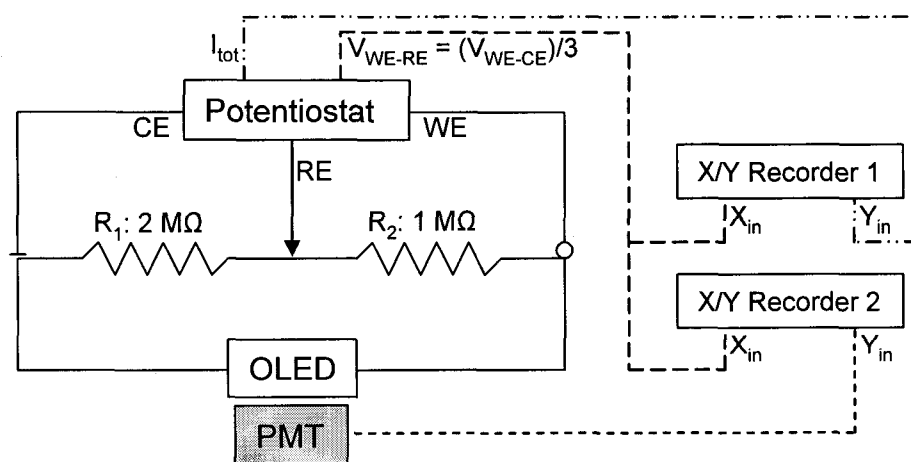 I_tot
V_WE-RE = (V_WE-CE)/3
Potentiostat
CE
WE
RE
R_1: 2 MΩ
R_2: 1 MΩ
X/Y Recorder 1
X_in
Y_in
X/Y Recorder 2
X_in
Y_in
OLED
PMT